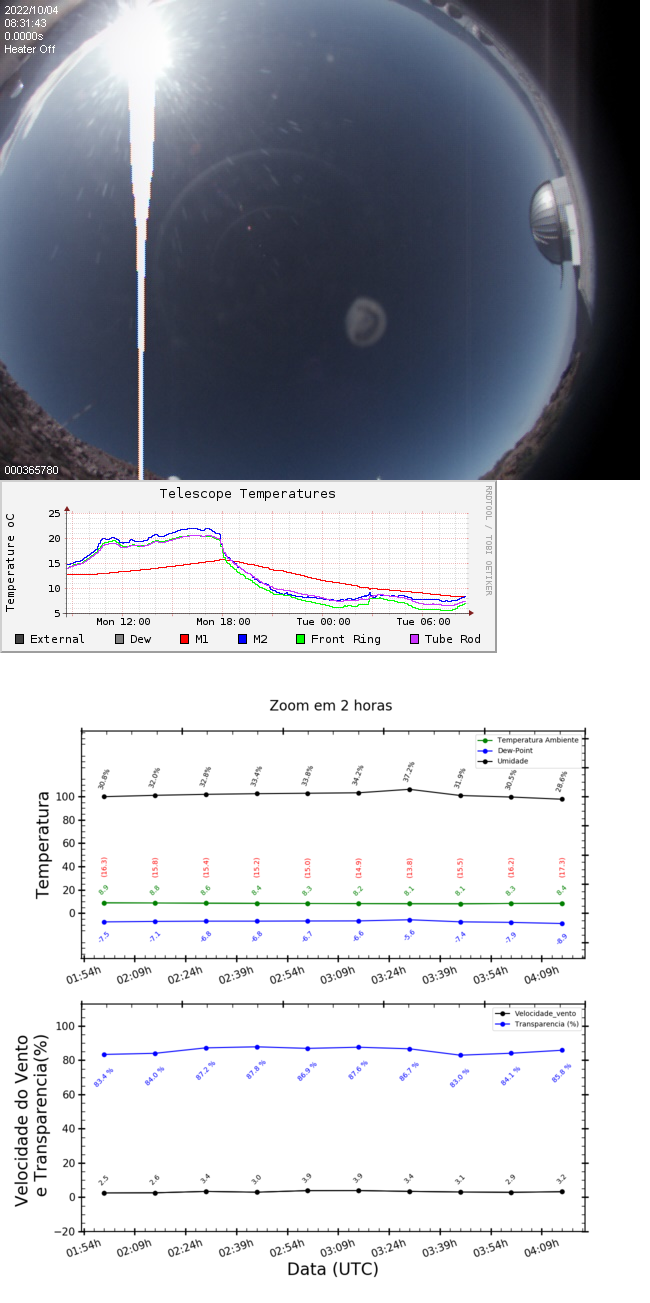 2022/10/04
08:31:43
0.0000s
Heater Off
000365780
Telescope Temperatures
RRDTOOL / TOBI OETIKER
Temperature oC
25
20
15
10
5
Mon 12:00 Mon 18:00 Tue 00:00 Tue 06:00
External Dew M1 M2 Front Ring Tube Rod
Zoom em 2 horas
Temperatura Ambiente
Dew-Point
Umidade
Temperatura
100
80
60
40
20
0
30.8% 32.0% 32.8% 33.4% 33.8% 34.2% 37.2% 31.9% 30.5% 28.6%
(16.3) (15.8) (15.4) (15.2) (15.0) (14.9) (13.8) (15.5) (16.2) (17.3)
8.9 8.8 8.6 8.4 8.3 8.2 8.1 8.1 8.3 8.4
-7.5 -7.1 -6.8 -6.8 -6.7 -6.6 -5.6 -7.4 -7.9 -8.9
01:54h 02:09h 02:24h 02:39h 02:54h 03:09h 03:24h 03:39h 03:54h 04:09h
Velocidade_vento
Transparencia (%)
Velocidade do Vento
e Transparencia(%)
100
80
60
40
20
0
−20
83.4 % 84.0 % 87.2 % 87.8 % 86.9 % 87.6 % 86.7 % 83.0 % 84.1 % 85.8 %
2.5 2.6 3.4 3.0 3.9 3.9 3.4 3.1 2.9 3.2
01:54h 02:09h 02:24h 02:39h 02:54h 03:09h 03:24h 03:39h 03:54h 04:09h
Data (UTC)